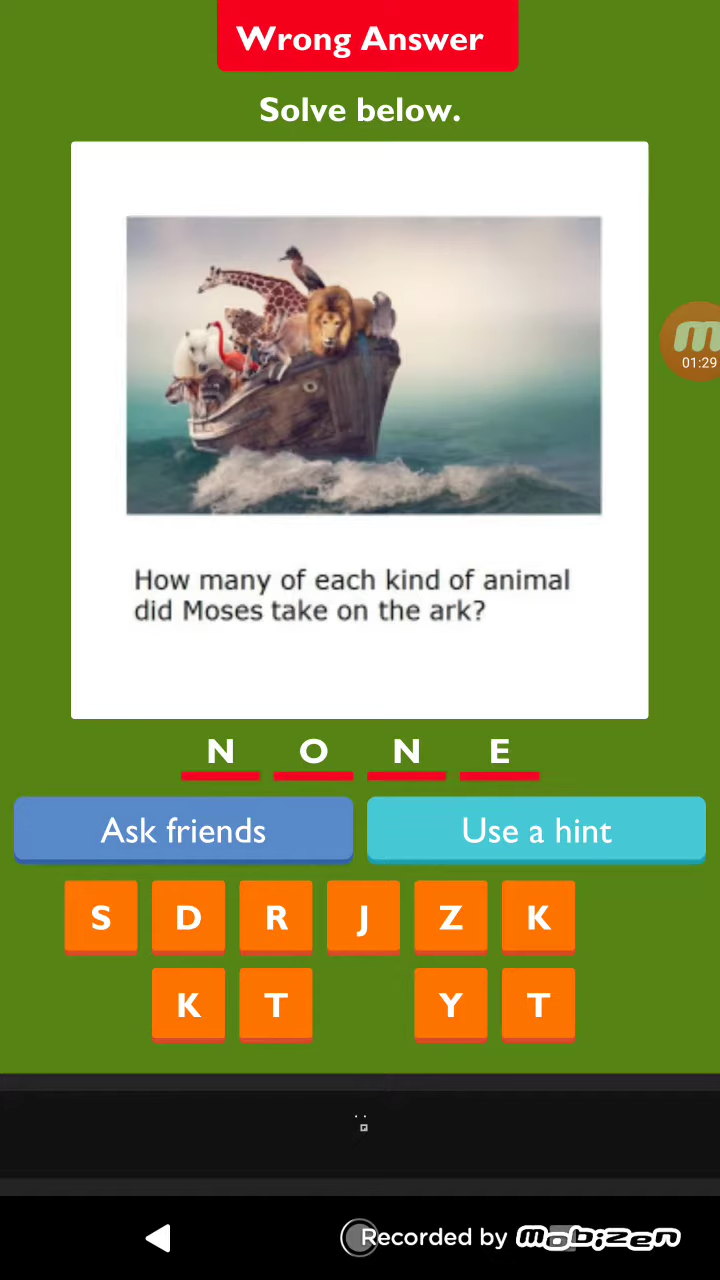 Wrong Answer
Solve below.
01:29
How many of each kind of animal
did Moses take on the ark?
N O N E
Ask friends
Use a hint
S D R J Z K
K T Y T
Recorded by mobizen